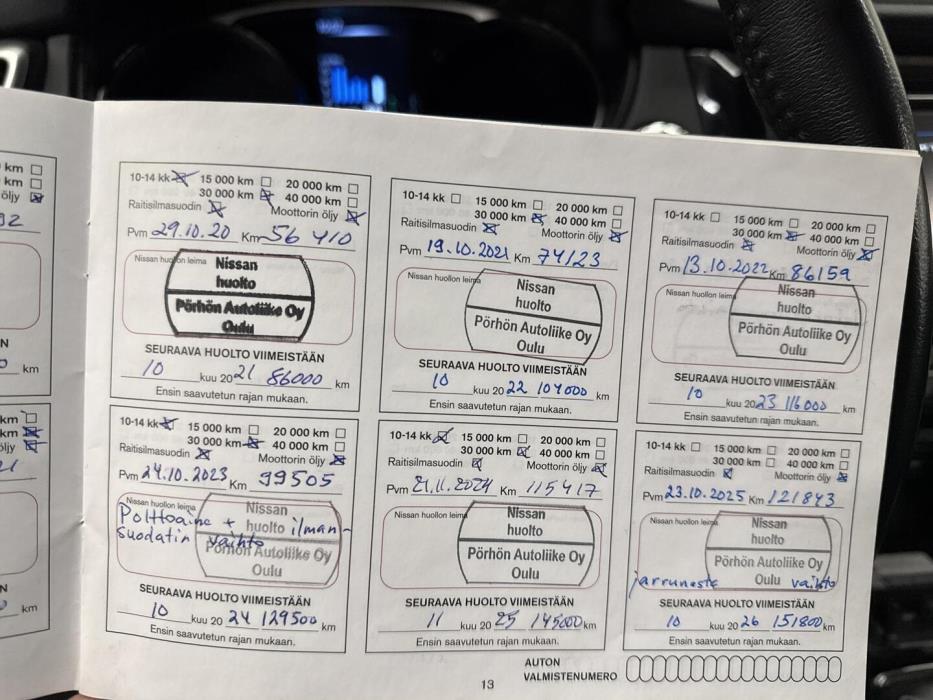 km
km
öljy
92
N
0 km
km
km
öljy
21
N
km
10-14 kk 15 000 km 20 000 km
30 000 km 40 000 km
Raitisilmasuodin Moottorin öljy
Pvm 29.10.20 Km 56 410
Nissan huollon leima
Nissan
huolto
Pörhön Autoliike Oy
Oulu
SEURAAVA HUOLTO VIIMEISTÄÄN
10 kuu 2021 86000 km
Ensin saavutetun rajan mukaan.
10-14 kk 15 000 km 20 000 km
30 000 km 40 000 km
Raitisilmasuodin Moottorin öljy
Pvm 19.10.2021 Km 74123
Nissan huollon leima
Nissan
huolto
Pörhön Autoliike Oy
Oulu
SEURAAVA HUOLTO VIIMEISTÄÄN
10 kuu 2022 104000 km
Ensin saavutetun rajan mukaan.
10-14 kk 15 000 km 20 000 km
30 000 km 40 000 km
Raitisilmasuodin Moottorin öljy
Pvm 13.10.2022 Km 86159
Nissan huollon leima
Nissan
huolto
Pörhön Autoliike Oy
Oulu
SEURAAVA HUOLTO VIIMEISTÄÄN
10 kuu 2023 116000 km
Ensin saavutetun rajan mukaan.
10-14 kk 15 000 km 20 000 km
30 000 km 40 000 km
Raitisilmasuodin Moottorin öljy
Pvm 24.10.2023 Km 99505
Nissan huollon leima
Nissan
huolto
Pörhön Autoliike Oy
Oulu
Polttoaine + ilman-
suodatin vaihto
SEURAAVA HUOLTO VIIMEISTÄÄN
10 kuu 2024 129500 km
Ensin saavutetun rajan mukaan.
10-14 kk 15 000 km 20 000 km
30 000 km 40 000 km
Raitisilmasuodin Moottorin öljy
Pvm 21.11.2024 Km 115417
Nissan huollon leima
Nissan
huolto
Pörhön Autoliike Oy
Oulu
SEURAAVA HUOLTO VIIMEISTÄÄN
11 kuu 2025 145000 km
Ensin saavutetun rajan mukaan.
10-14 kk 15 000 km 20 000 km
30 000 km 40 000 km
Raitisilmasuodin Moottorin öljy
Pvm 23.10.2025 Km 121843
Nissan huollon leima
Nissan
huolto
Pörhön Autoliike Oy
Oulu
jarruneste vaihto
SEURAAVA HUOLTO VIIMEISTÄÄN
10 kuu 2026 151800 km
Ensin saavutetun rajan mukaan.
AUTON
VALMISTENUMERO
13